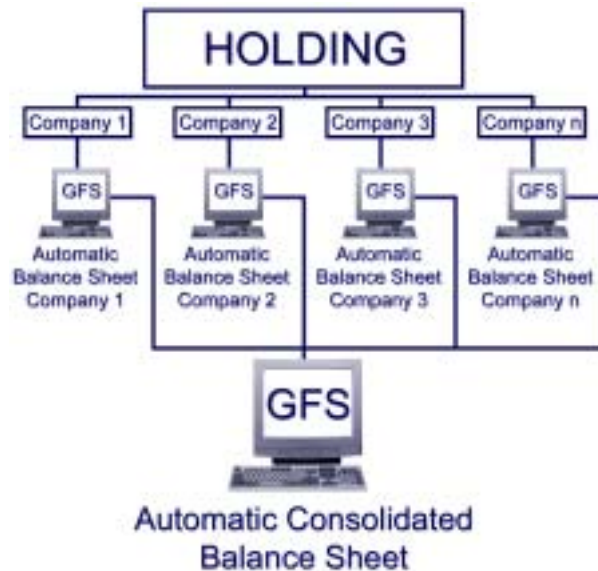 HOLDING
Company 1
Company 2
Company 3
Company n
GFS
GFS
GFS
GFS
Automatic
Balance Sheet
Company 1
Automatic
Balance Sheet
Company 2
Automatic
Balance Sheet
Company 3
Automatic
Balance Sheet
Company n
GFS
Automatic Consolidated
Balance Sheet